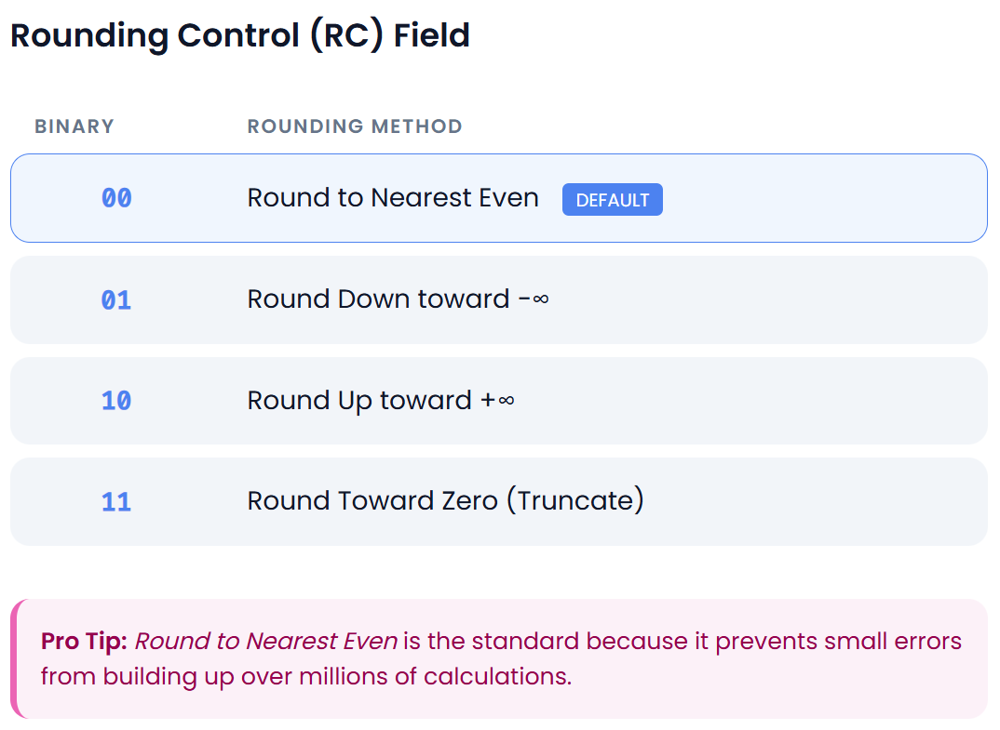 Rounding Control (RC) Field
BINARY ROUNDING METHOD
00 Round to Nearest Even DEFAULT
01 Round Down toward -∞
10 Round Up toward +∞
11 Round Toward Zero (Truncate)
Pro Tip: Round to Nearest Even is the standard because it prevents small errors
from building up over millions of calculations.